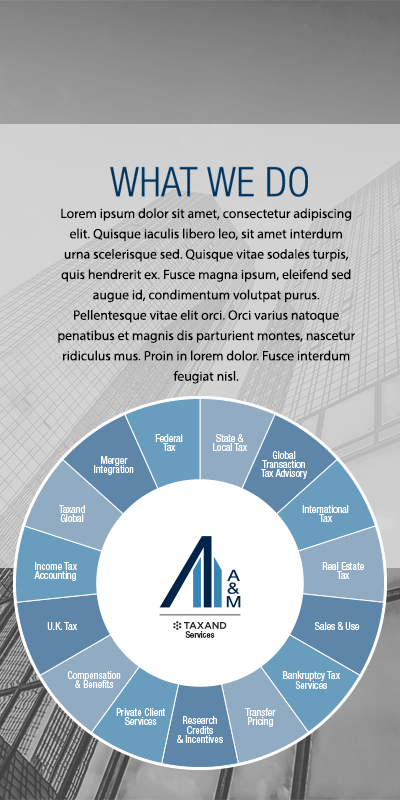 WHAT WE DO
Lorem ipsum dolor sit amet, consectetur adipiscing
elit. Quisque iaculis libero leo, sit amet interdum
urna scelerisque sed. Quisque vitae sodales turpis,
quis hendrerit ex. Fusce magna ipsum, eleifend sed
augue id, condimentum volutpat purus.
Pellentesque vitae elit orci. Orci varius natoque
penatibus et magnis dis parturient montes, nascetur
ridiculus mus. Proin in lorem dolor. Fusce interdum
feugiat nisl.
Federal
Tax
State &
Local Tax
Global
Transaction
Tax Advisory
International
Tax
Real Estate
Tax
Sales & Use
Bankruptcy Tax
Services
Transfer
Pricing
Research
Credits
& Incentives
Private Client
Services
Compensation
& Benefits
U.K. Tax
Income Tax
Accounting
Taxand
Global
Merger
Integration
A
&
M
TAXAND
Services